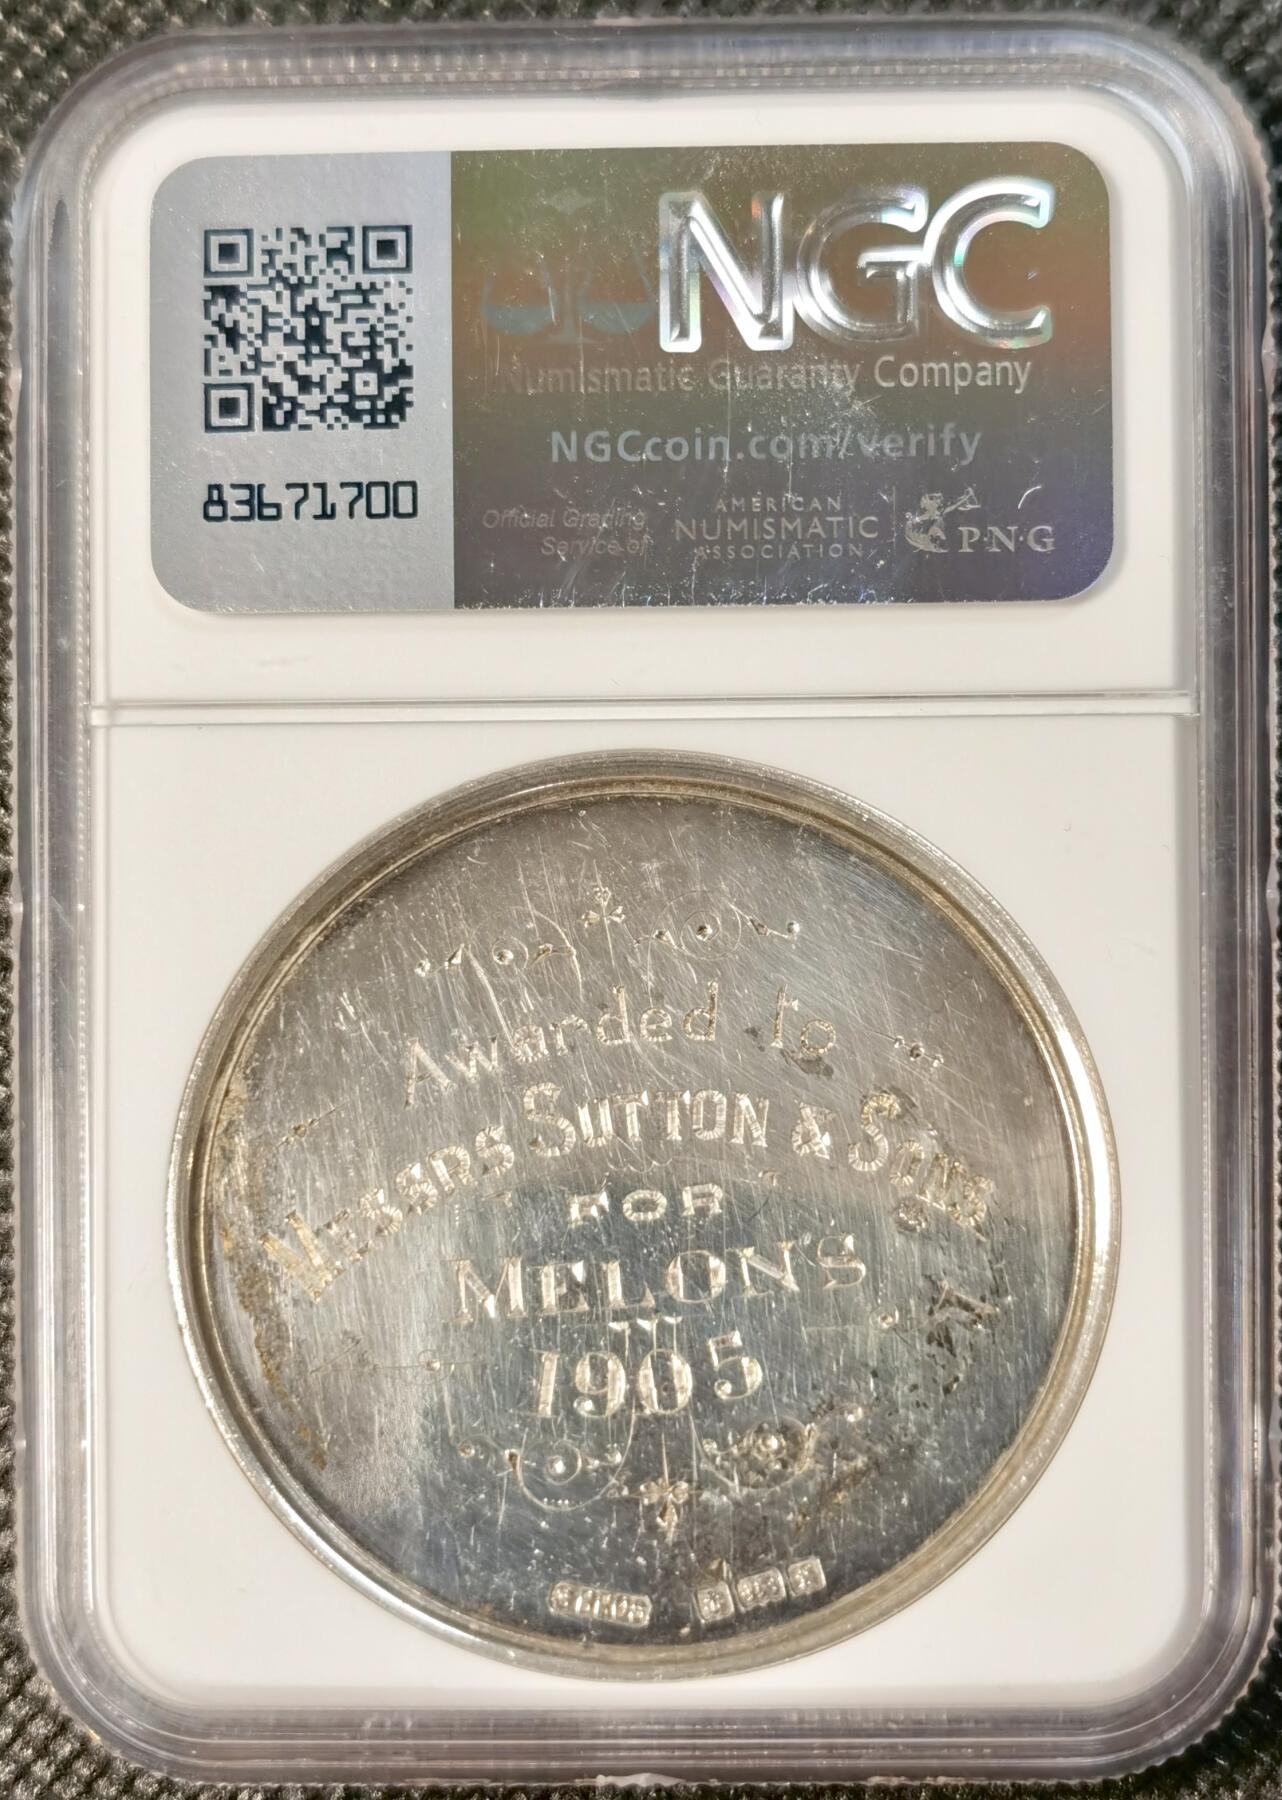 NGC
Numismatic Guaranty Company
NGCcoin.com/verify
83671700
Official Grading
Service of
AMERICAN
NUMISMATIC
ASSOCIATION
P·N·G
Awarded to
MESSRS SUTTON & SONS
FOR
MELON'S
1905